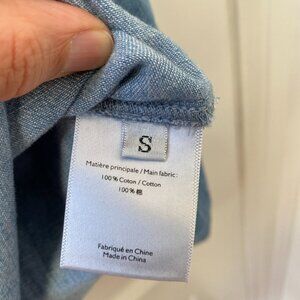 S
Matière principale / Main fabric:
100% Coton / Cotton
100% 棉
Fabriqué en Chine
Made in China